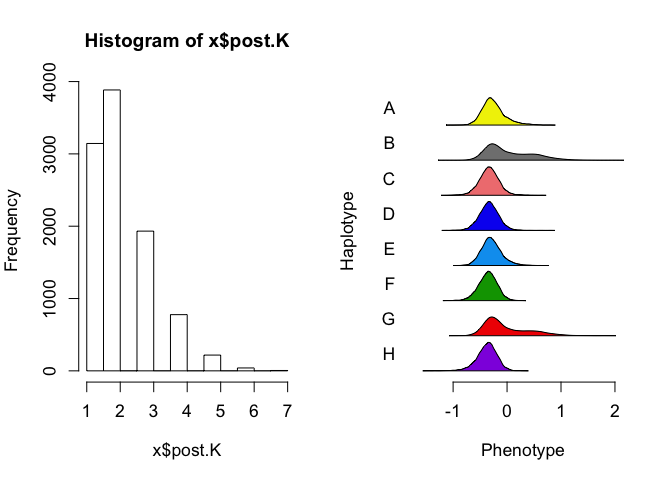 Histogram of x$post.K
Frequency
4000
3000
2000
1000
0
1 2 3 4 5 6 7
x$post.K
Haplotype
A
B
C
D
E
F
G
H
-1 0 1 2
Phenotype